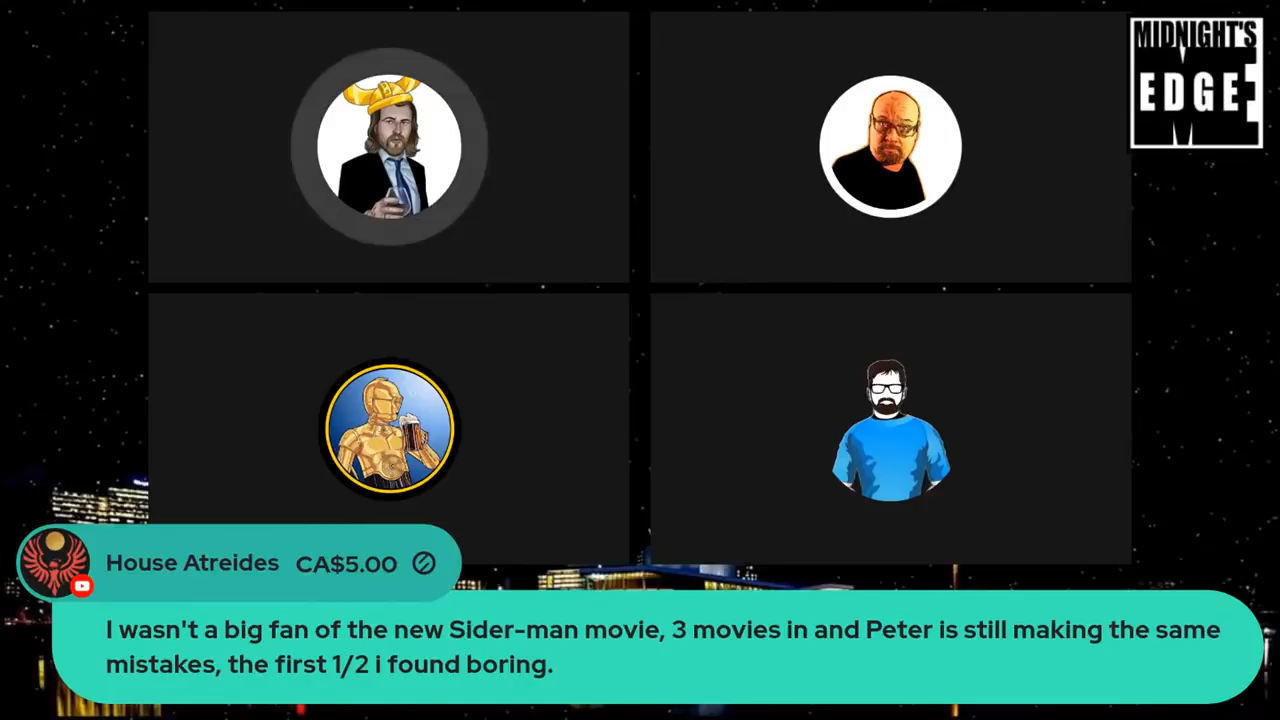 MIDNIGHT'S
EDGE
House Atreides CA$5.00
I wasn't a big fan of the new Sider-man movie, 3 movies in and Peter is still making the same
mistakes, the first 1/2 i found boring.